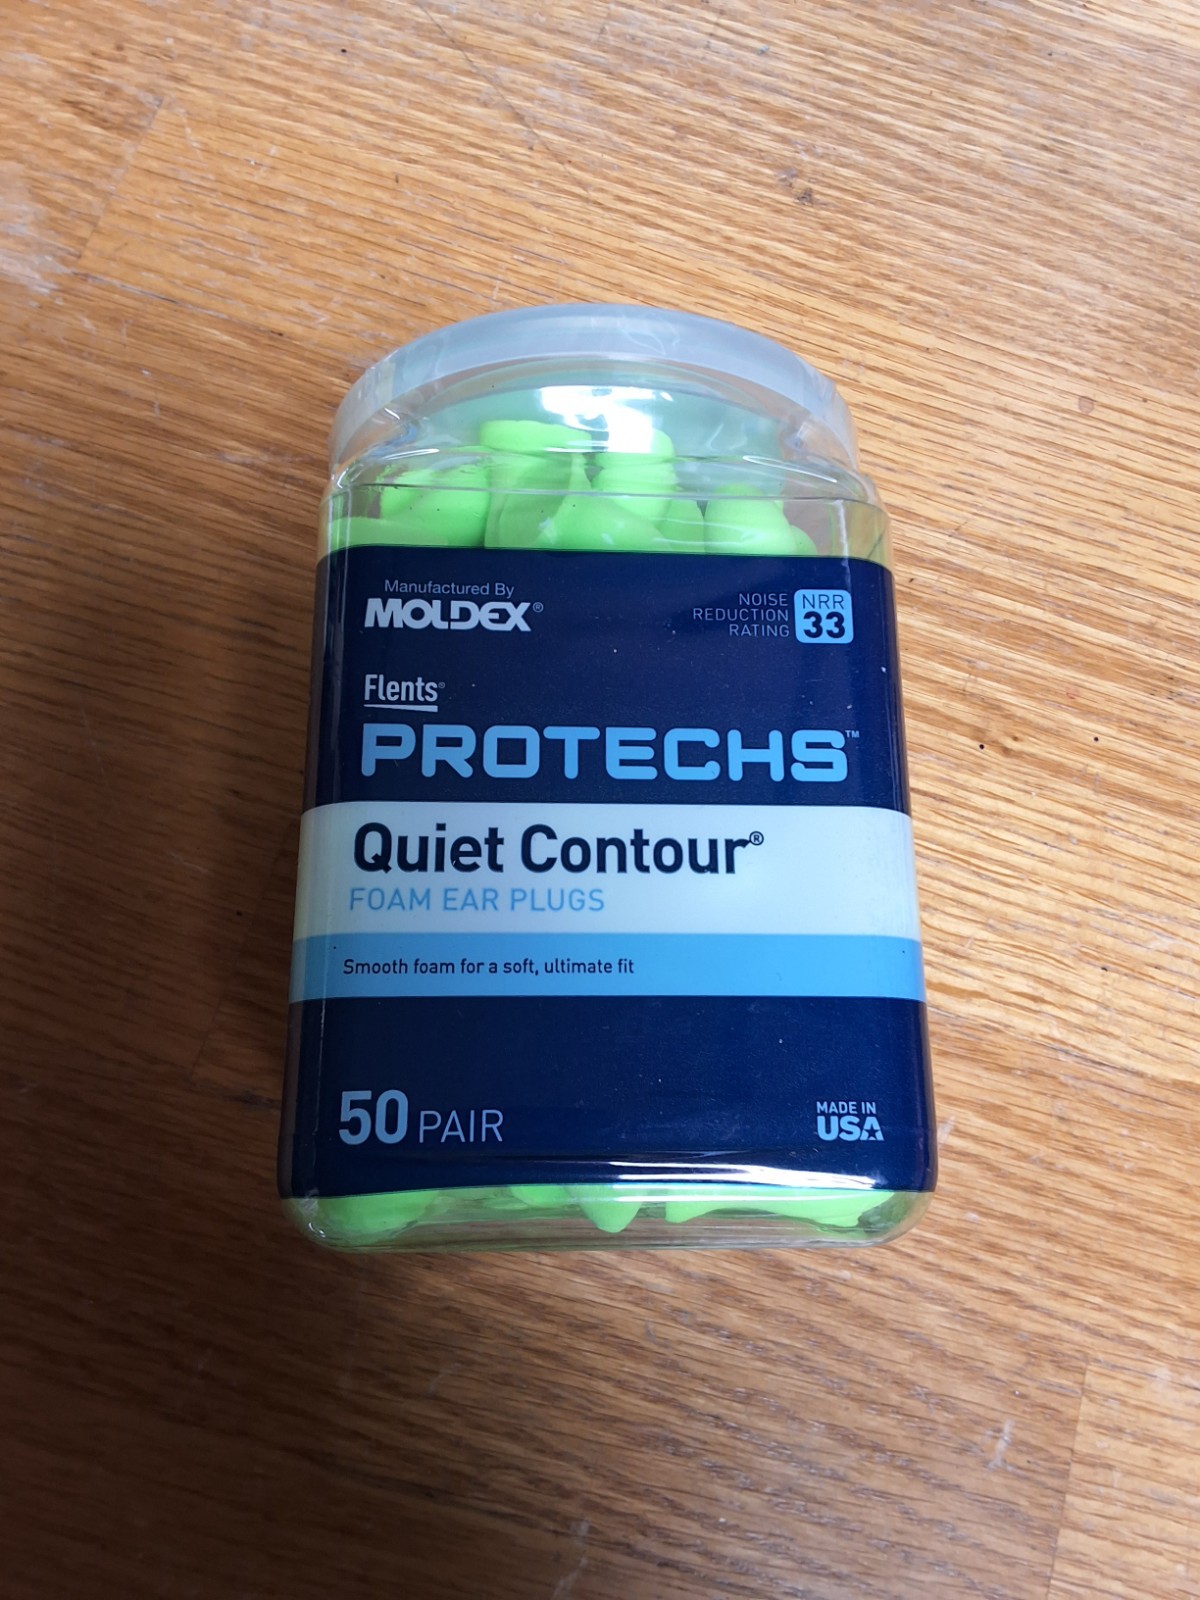 Manufactured By
MOLDEX®
NOISE
REDUCTION
RATING
NRR
33
Flents®
PROTECHS™
Quiet Contour®
FOAM EAR PLUGS
Smooth foam for a soft, ultimate fit
50 PAIR
MADE IN
USA